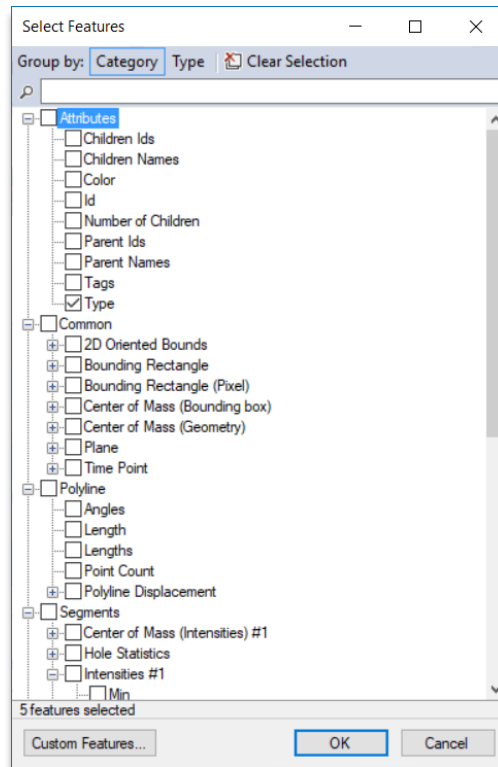 Select Features
Group by: Category Type Clear Selection
Attributes
Children Ids
Children Names
Color
Id
Number of Children
Parent Ids
Parent Names
Tags
Type
Common
2D Oriented Bounds
Bounding Rectangle
Bounding Rectangle (Pixel)
Center of Mass (Bounding box)
Center of Mass (Geometry)
Plane
Time Point
Polyline
Angles
Length
Lengths
Point Count
Polyline Displacement
Segments
Center of Mass (Intensities) #1
Hole Statistics
Intensities #1
Min
5 features selected
Custom Features... OK Cancel